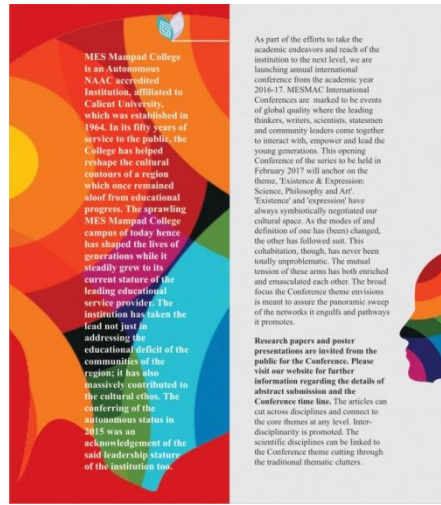 MES Mampad College
is an Autonomous
NAAC accredited
Institution, affiliated to
Calicut University,
which was established in
1964. In its fifty years of
service to the public, the
College has helped
reshape the cultural
contours of a region
which once remained
aloof from educational
progress. The sprawling
MES Mampad College
campus of today hence
has shaped the lives of
generations while it
steadily grew to its
current stature of the
leading educational
service provider. The
institution has taken the
lead not just in
addressing the
educational deficit of the
communities of the
region; it has also
massively contributed to
the cultural ethos. The
conferring of the
autonomous status in
2015 was an
acknowledgement of the
said leadership stature
of the institution too.
As part of the efforts to take the
academic endeavors and reach of the
institution to the next level, we are
launching annual international
conference from the academic year
2016-17. MESMAC International
Conferences are marked to be events
of global quality where the leading
thinkers, writers, scientists, statesmen
and community leaders come together
to interact with, empower and lead the
young generations. This opening
Conference of the series to be held in
February 2017 will anchor on the
theme, 'Existence & Expression:
Science, Philosophy and Art'.
'Existence' and 'expression' have
always symbiotically negotiated our
cultural space. As the modes of and
definition of one has (been) changed,
the other has followed suit. This
cohabitation, though, has never been
totally unproblematic. The mutual
tension of these arms has both enriched
and emasculated each other. The broad
focus the Conference theme envisions
is meant to assure the panoramic sweep
of the networks it engulfs and pathways
it promotes.
Research papers and poster
presentations are invited from the
public for the Conference. Please
visit our website for further
information regarding the details of
abstract submission and the
Conference time line. The articles can
cut across disciplines and connect to
the core themes at any level. Inter-
disciplinarity is promoted. The
scientific disciplines can be linked to
the Conference theme cutting through
the traditional thematic clutters.